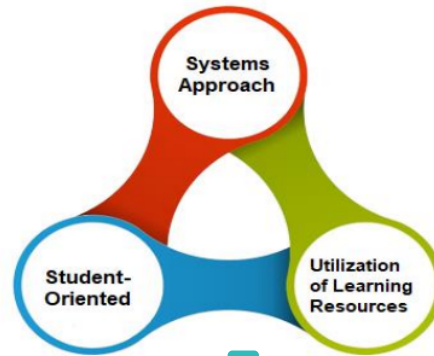 Systems
Approach
Student-
Oriented
Utilization
of Learning
Resources